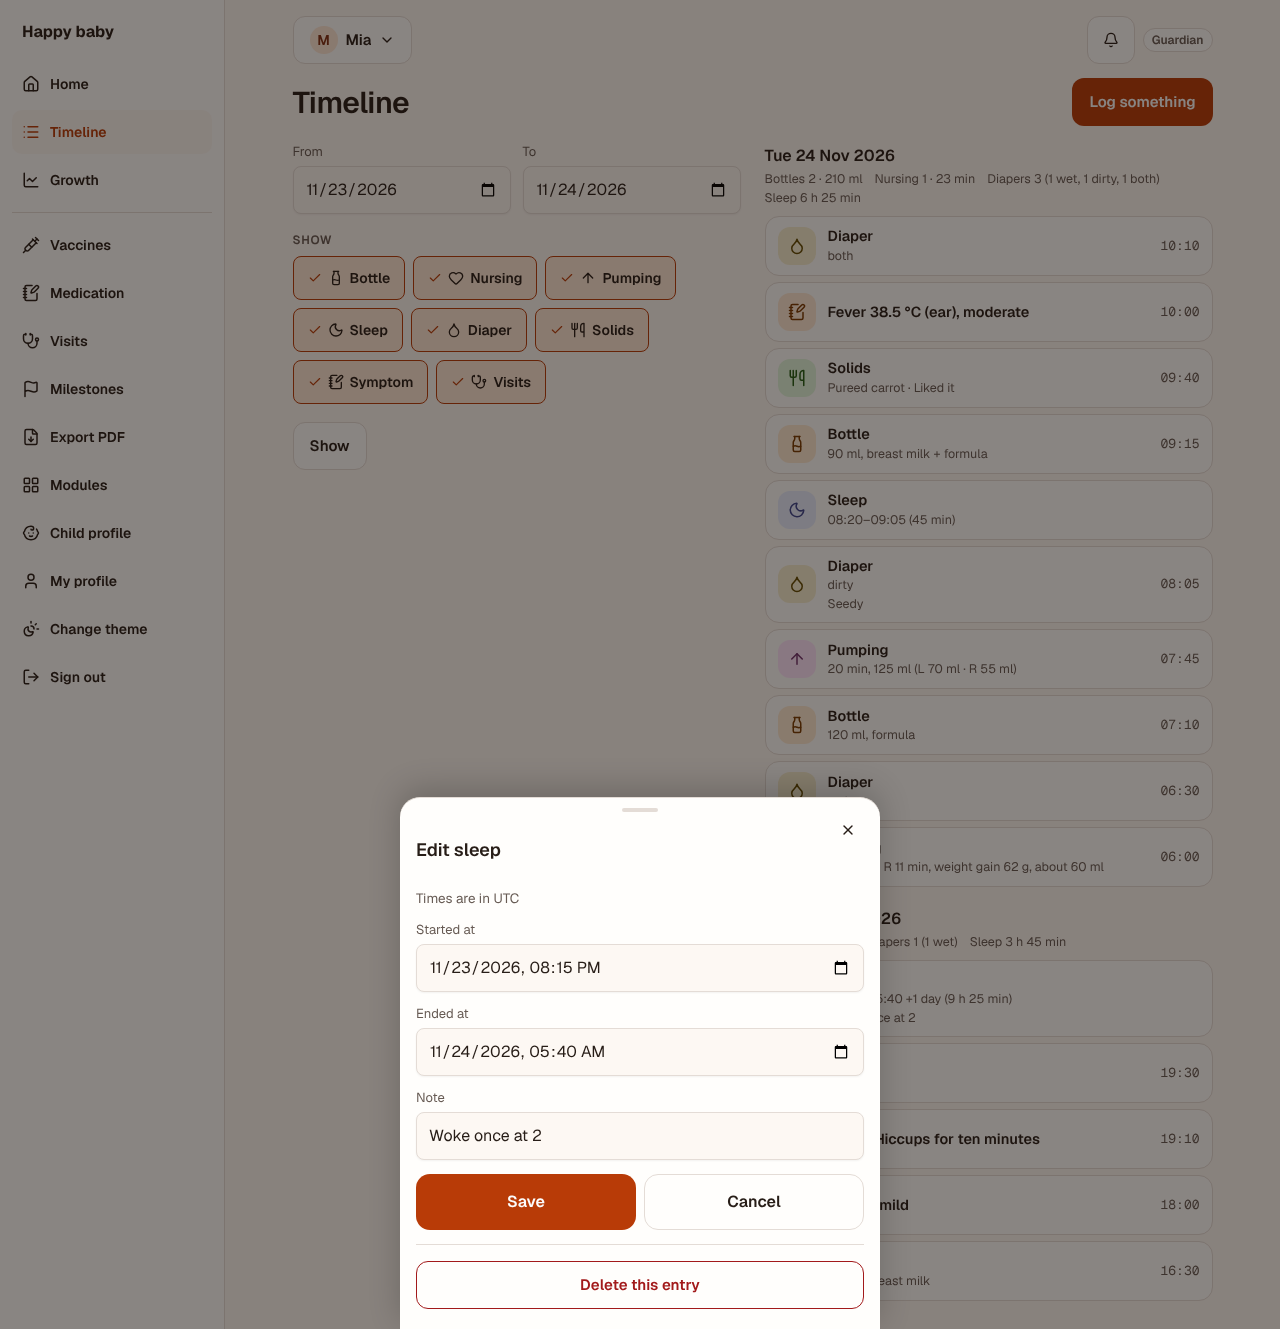 Happy baby
Home
Timeline
Growth
Vaccines
Medication
Visits
Milestones
Export PDF
Modules
Child profile
My profile
Change theme
Sign out
M Mia
Guardian
Timeline
Log something
From
To
11/23/2026
11/24/2026
SHOW
Bottle
Nursing
Pumping
Sleep
Diaper
Solids
Symptom
Visits
Show
Tue 24 Nov 2026
Bottles 2 · 210 ml Nursing 1 · 23 min Diapers 3 (1 wet, 1 dirty, 1 both)
Sleep 6 h 25 min
Diaper
both
10:10
Fever 38.5 °C (ear), moderate
10:00
Solids
Pureed carrot · Liked it
09:40
Bottle
90 ml, breast milk + formula
09:15
Sleep
08:20–09:05 (45 min)
Diaper
dirty
Seedy
08:05
Pumping
20 min, 125 ml (L 70 ml · R 55 ml)
07:45
Bottle
120 ml, formula
07:10
Diaper
06:30
R 11 min, weight gain 62 g, about 60 ml
06:00
26
apers 1 (1 wet) Sleep 3 h 45 min
:40 +1 day (9 h 25 min)
ce at 2
19:30
Hiccups for ten minutes
19:10
mild
18:00
east milk
16:30
Edit sleep
Times are in UTC
Started at
11/23/2026, 08:15 PM
Ended at
11/24/2026, 05:40 AM
Note
Woke once at 2
Save
Cancel
Delete this entry